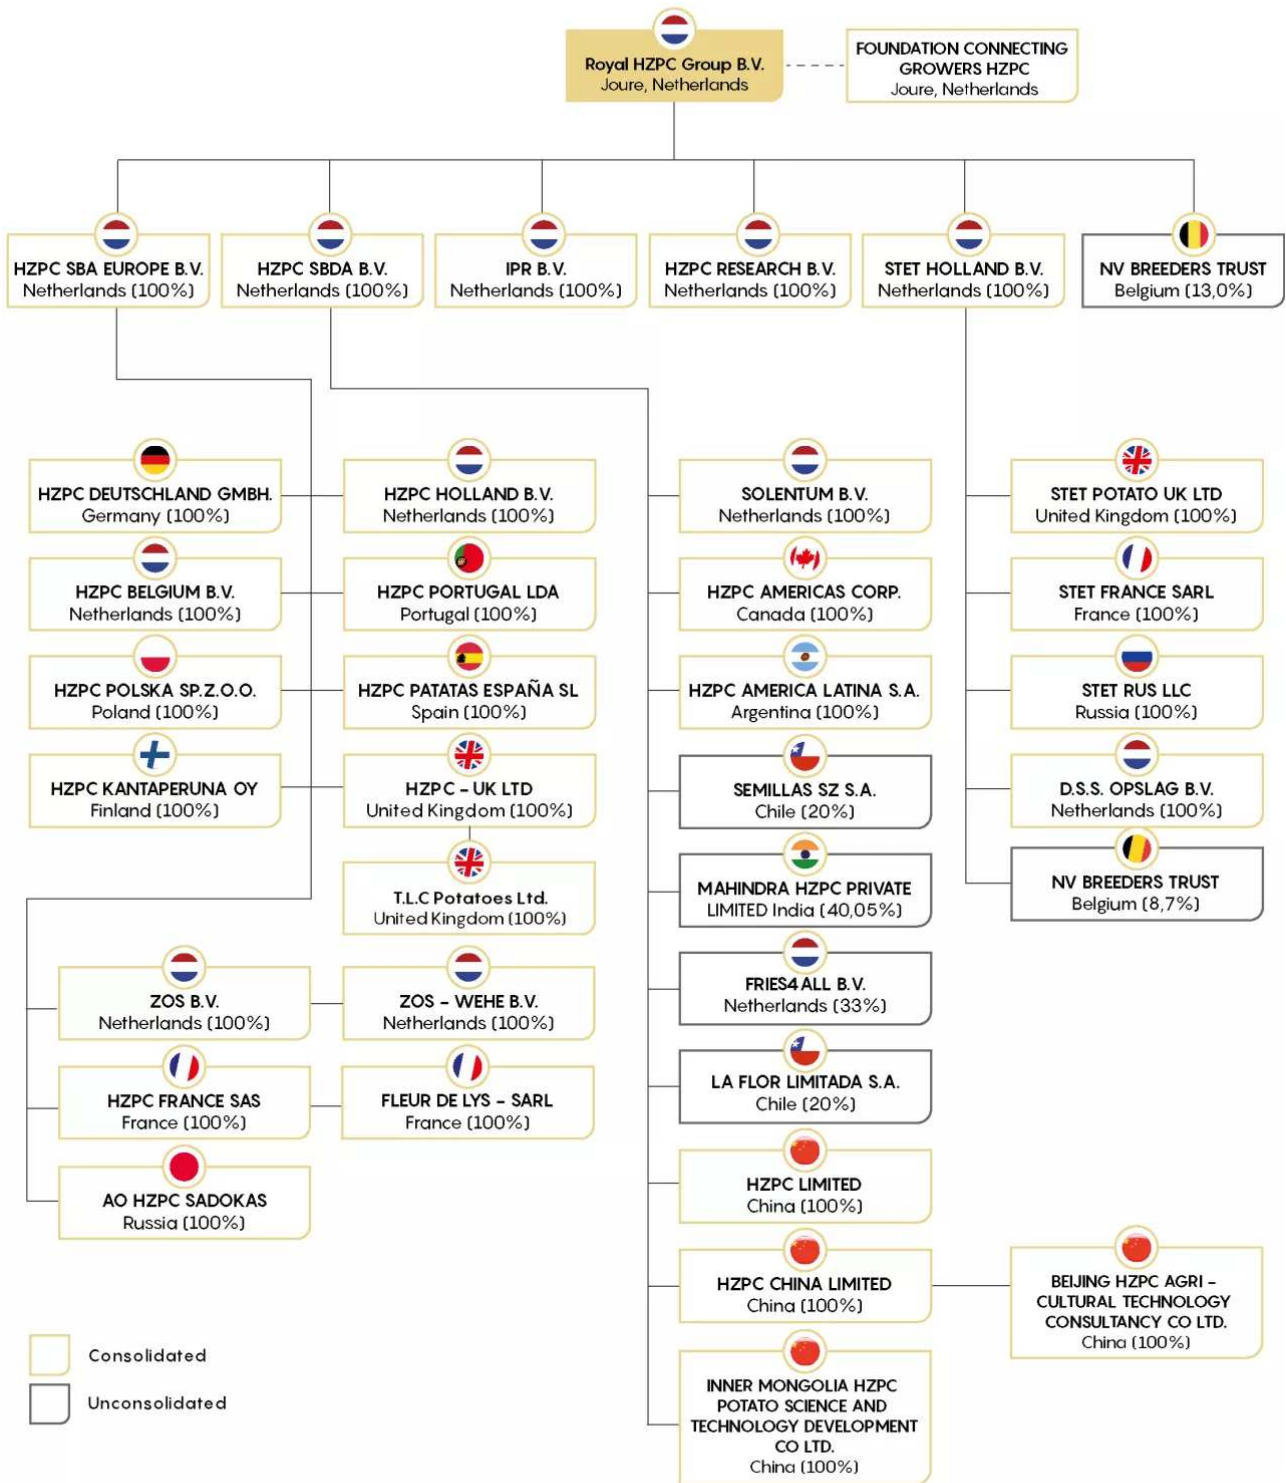 Royal HZPC Group B.V.
Joure, Netherlands
FOUNDATION CONNECTING
GROWERS HZPC
Joure, Netherlands
HZPC SBA EUROPE B.V.
Netherlands (100%)
HZPC SBDA B.V.
Netherlands (100%)
IPR B.V.
Netherlands (100%)
HZPC RESEARCH B.V.
Netherlands (100%)
STET HOLLAND B.V.
Netherlands (100%)
NV BREEDERS TRUST
Belgium (13,0%)
HZPC DEUTSCHLAND GMBH.
Germany (100%)
HZPC HOLLAND B.V.
Netherlands (100%)
SOLENTUM B.V.
Netherlands (100%)
STET POTATO UK LTD
United Kingdom (100%)
HZPC BELGIUM B.V.
Netherlands (100%)
HZPC PORTUGAL LDA
Portugal (100%)
HZPC AMERICAS CORP.
Canada (100%)
STET FRANCE SARL
France (100%)
HZPC POLSKA SP.Z.O.O.
Poland (100%)
HZPC PATATAS ESPAÑA SL
Spain (100%)
HZPC AMERICA LATINA S.A.
Argentina (100%)
STET RUS LLC
Russia (100%)
HZPC KANTAPERUNA OY
Finland (100%)
HZPC – UK LTD
United Kingdom (100%)
SEMILLAS SZ S.A.
Chile (20%)
D.S.S. OPSLAG B.V.
Netherlands (100%)
T.L.C Potatoes Ltd.
United Kingdom (100%)
MAHINDRA HZPC PRIVATE
LIMITED India (40,05%)
NV BREEDERS TRUST
Belgium (8,7%)
ZOS B.V.
Netherlands (100%)
ZOS – WEHE B.V.
Netherlands (100%)
FRIES4ALL B.V.
Netherlands (33%)
HZPC FRANCE SAS
France (100%)
FLEUR DE LYS – SARL
France (100%)
LA FLOR LIMITADA S.A.
Chile (20%)
AO HZPC SADOKAS
Russia (100%)
HZPC LIMITED
China (100%)
HZPC CHINA LIMITED
China (100%)
BEIJING HZPC AGRI –
CULTURAL TECHNOLOGY
CONSULTANCY CO LTD.
China (100%)
INNER MONGOLIA HZPC
POTATO SCIENCE AND
TECHNOLOGY DEVELOPMENT
CO LTD.
China (100%)
Consolidated
Unconsolidated